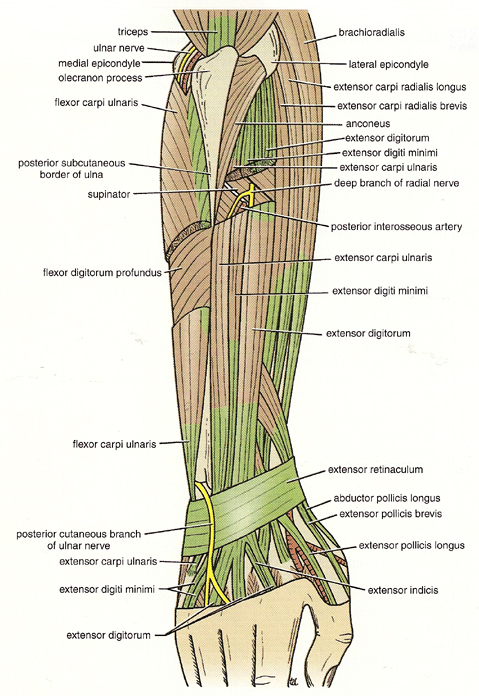 triceps
ulnar nerve
medial epicondyle
olecranon process
flexor carpi ulnaris
posterior subcutaneous
border of ulna
supinator
flexor digitorum profundus
flexor carpi ulnaris
posterior cutaneous branch
of ulnar nerve
extensor carpi ulnaris
extensor digiti minimi
extensor digitorum
brachioradialis
lateral epicondyle
extensor carpi radialis longus
extensor carpi radialis brevis
anconeus
extensor digitorum
extensor digiti minimi
extensor carpi ulnaris
deep branch of radial nerve
posterior interosseous artery
extensor carpi ulnaris
extensor digiti minimi
extensor digitorum
extensor retinaculum
abductor pollicis longus
extensor pollicis brevis
extensor pollicis longus
extensor indicis